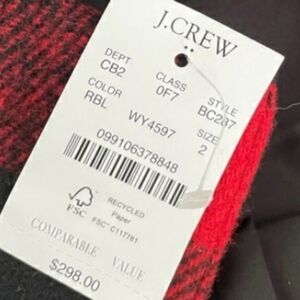 J.CREW
DEPT CLASS STYLE
CB2 0F7 BC287
COLOR SIZE
RBL WY4597 2
099106378848
FSC
RECYCLED
Paper
FSC® C117781
COMPARABLE VALUE
$298.00